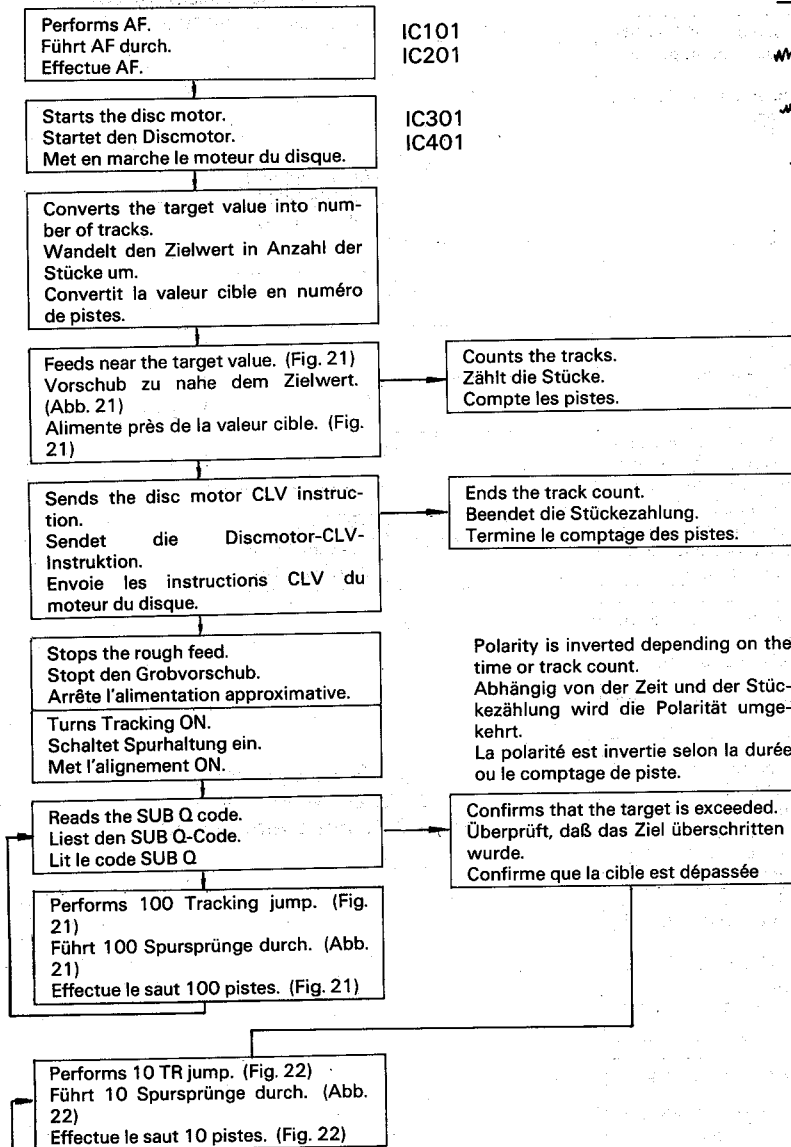 Performs AF.
Führt AF durch.
Effectue AF.
IC101
IC201
Starts the disc motor.
Startet den Discmotor.
Met en marche le moteur du disque.
IC301
IC401
Converts the target value into num-
ber of tracks.
Wandelt den Zielwert in Anzahl der
Stücke um.
Convertit la valeur cible en numéro
de pistes.
Feeds near the target value. (Fig. 21)
Vorschub zu nahe dem Zielwert.
(Abb. 21)
Alimente près de la valeur cible. (Fig.
21)
Counts the tracks.
Zählt die Stücke.
Compte les pistes.
Sends the disc motor CLV instruc-
tion.
Sendet die Discmotor-CLV-
Instruktion.
Envoie les instructions CLV du
moteur du disque.
Ends the track count.
Beendet die Stückezahlung.
Termine le comptage des pistes.
Stops the rough feed.
Stopt den Grobvorschub.
Arrête l'alimentation approximative.
Turns Tracking ON.
Schaltet Spurhaltung ein.
Met l'alignement ON.
Polarity is inverted depending on the
time or track count.
Abhängig von der Zeit und der Stüc-
kezählung wird die Polarität umge-
kehrt.
La polarité est invertie selon la durée
ou le comptage de piste.
Reads the SUB Q code.
Liest den SUB Q-Code.
Lit le code SUB Q
Confirms that the target is exceeded.
Überprüft, daß das Ziel überschritten
wurde.
Confirme que la cible est dépassée
Performs 100 Tracking jump. (Fig.
21)
Führt 100 Spursprünge durch. (Abb.
21)
Effectue le saut 100 pistes. (Fig. 21)
Performs 10 TR jump. (Fig. 22)
Führt 10 Spursprünge durch. (Abb.
22)
Effectue le saut 10 pistes. (Fig. 22)